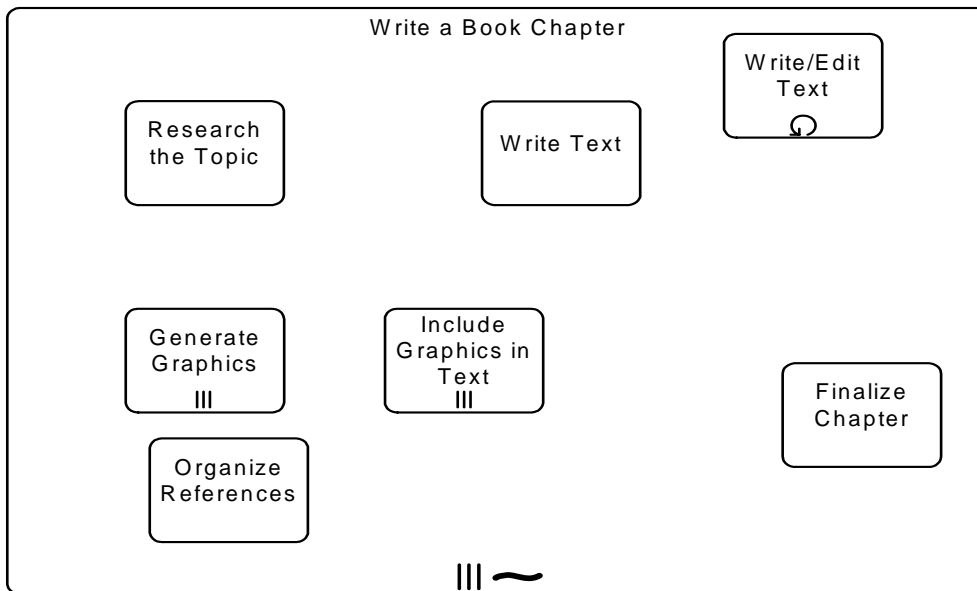 Write a Book Chapter
Write/Edit
Text
Research
the Topic
Write Text
Generate
Graphics
Include
Graphics in
Text
Finalize
Chapter
Organize
References